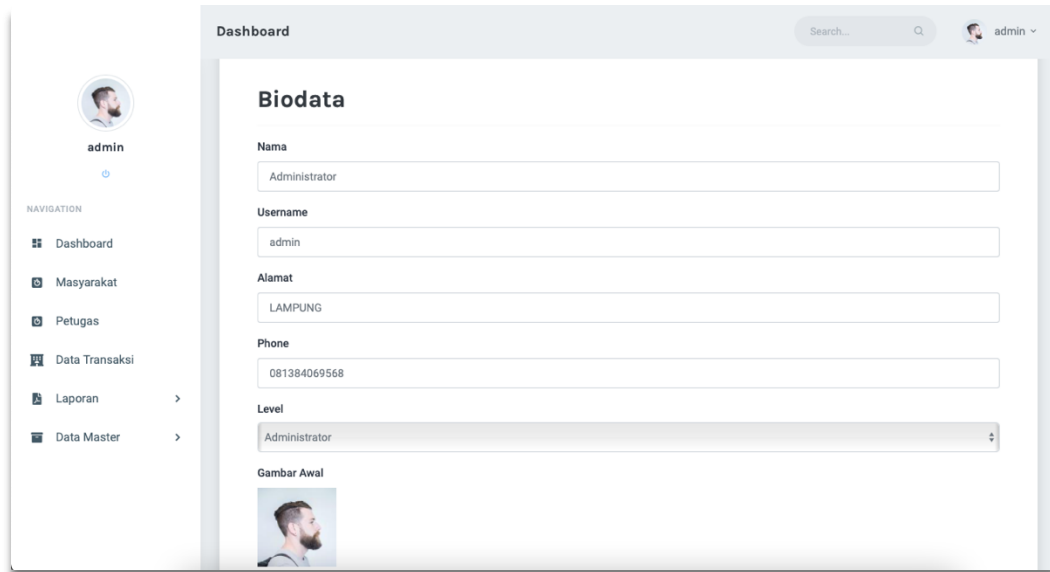 Dashboard
Search...
admin
admin
NAVIGATION
Dashboard
Masyarakat
Petugas
Data Transaksi
Laporan
Data Master
Biodata
Nama
Administrator
Username
admin
Alamat
LAMPUNG
Phone
081384069568
Level
Administrator
Gambar Awal